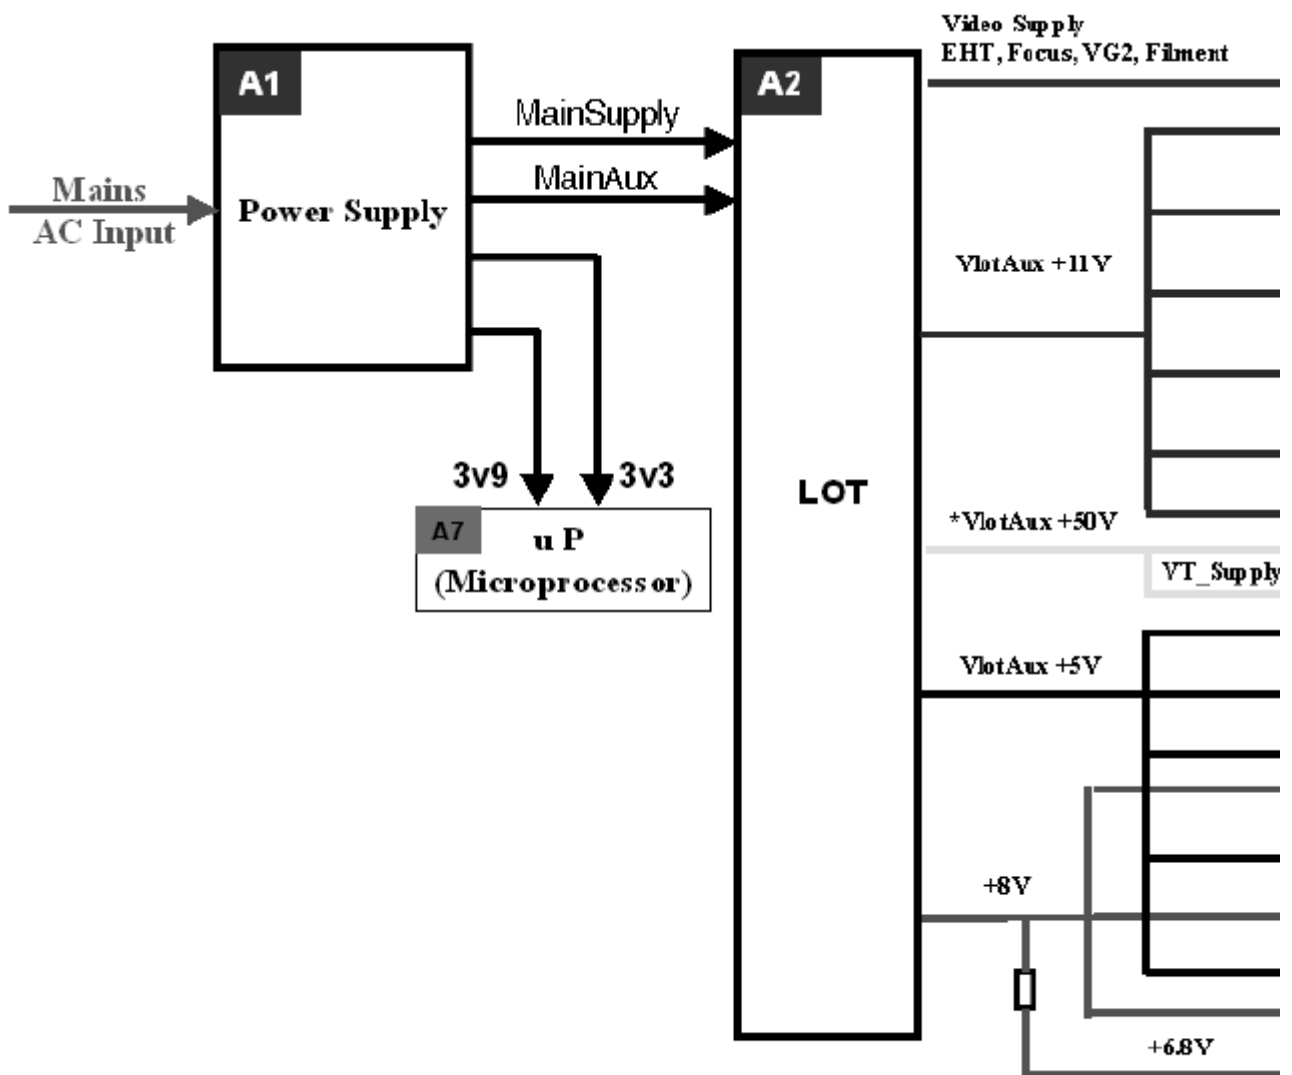 Video Supply
EHT, Focus, VG2, Filment
A1
A2
MainSupply
MainAux
Mains
AC Input
Power Supply
VlotAux +11V
3v9
3v3
LOT
*VlotAux +50V
A7
u P
(Microprocessor)
VT_Supply
VlotAux +5V
+8V
+6.8V